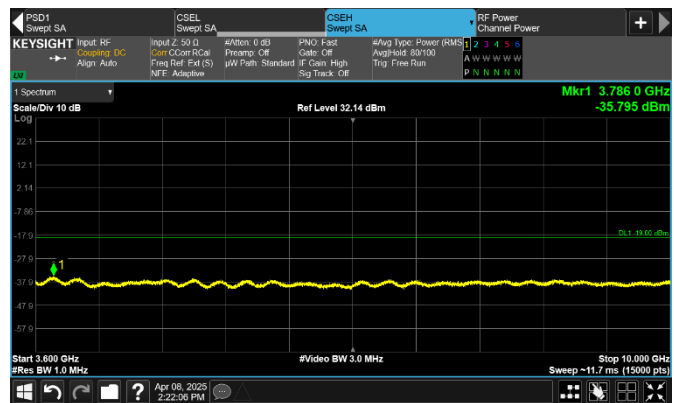 PSD1
Swept SA
CSEL
Swept SA
CSEH
Swept SA
RF Power
Channel Power
KEYSIGHT
Input: RF
Coupling: DC
Align: Auto
Input Z: 50 Ω
Corr CCorr RCal
Freq Ref: Ext (S)
NFE: Adaptive
#Atten: 0 dB
Preamp: Off
µW Path: Standard
PNO: Fast
Gate: Off
IF Gain: High
Sig Track: Off
#Avg Type: Power (RMS)
Avg|Hold: 80/100
Trig: Free Run
1 2 3 4 5 6
A W W W W W
P N N N N N
LXI
1 Spectrum
Scale/Div 10 dB
Ref Level 32.14 dBm
Mkr1 3.786 0 GHz
-35.795 dBm
Log
22.1
12.1
2.14
-7.86
-17.9
DL1 -19.00 dBm
-27.9
1
-37.9
-47.9
-57.9
Start 3.600 GHz
#Video BW 3.0 MHz
Stop 10.000 GHz
#Res BW 1.0 MHz
Sweep ~11.7 ms (15000 pts)
?
Apr 08, 2025
2:22:06 PM